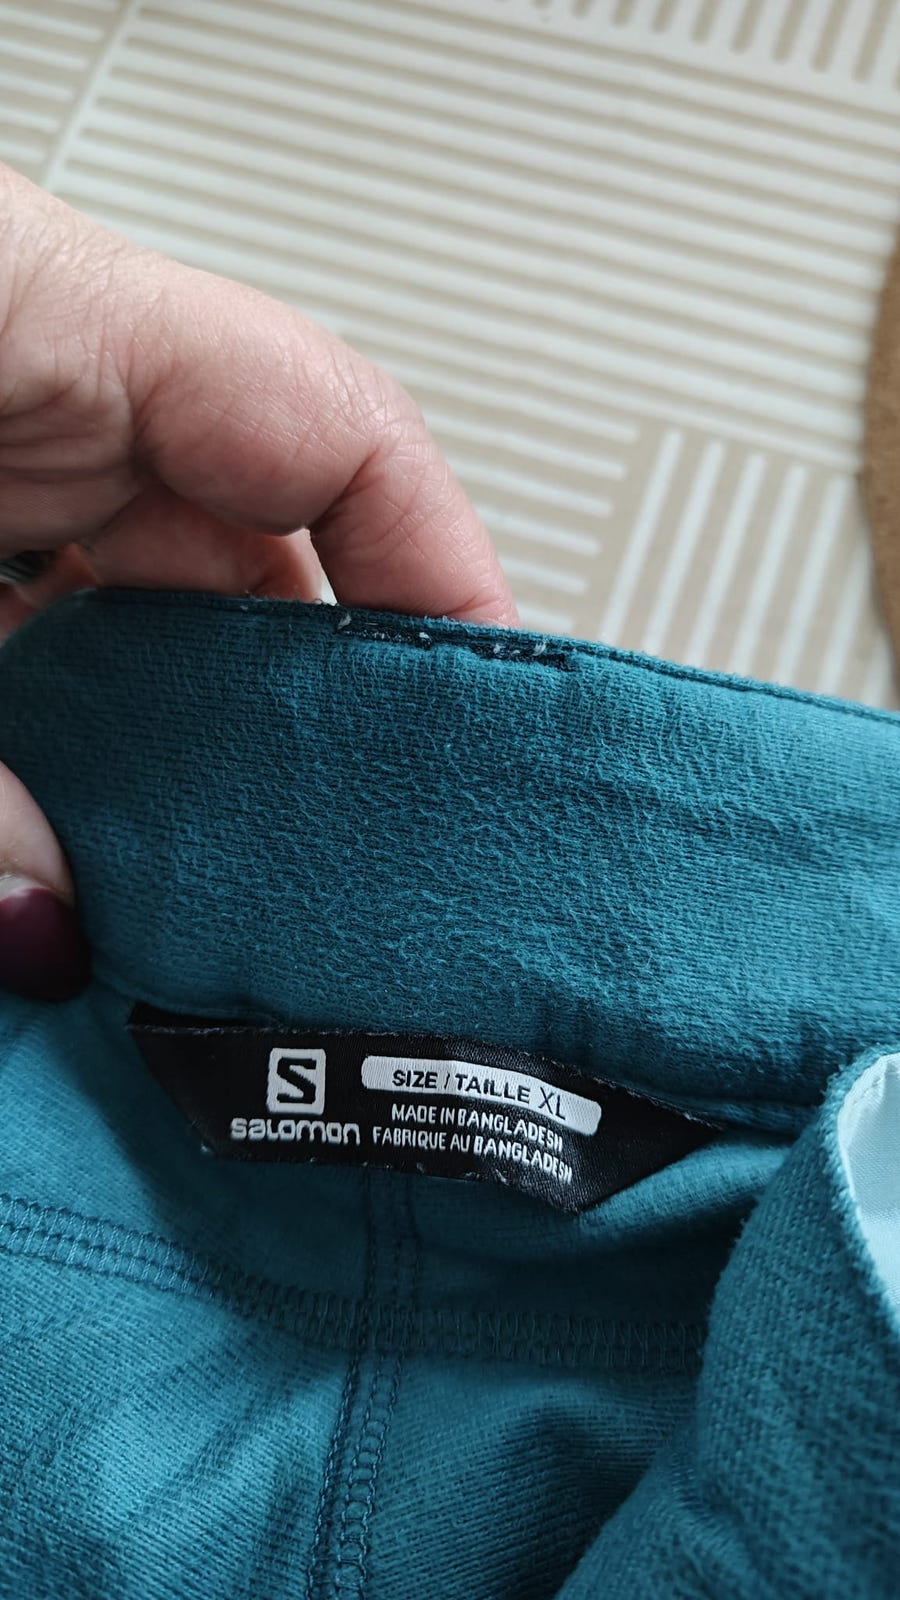 S
salomon
SIZE / TAILLE XL
MADE IN BANGLADESH
FABRIQUE AU BANGLADESH